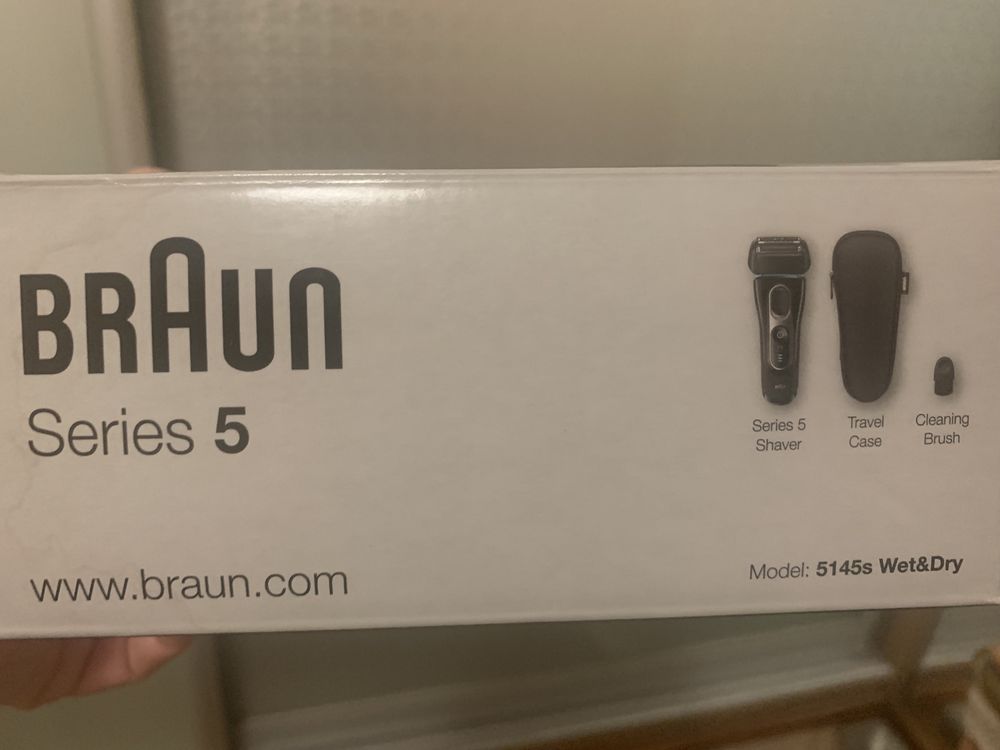 BRAUN
Series 5
www.braun.com
Series 5
Shaver
Travel
Case
Cleaning
Brush
Model: 5145s Wet&Dry